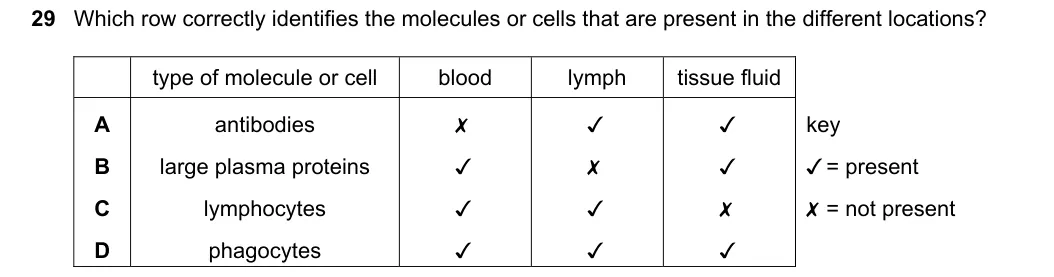 29 Which row correctly identifies the molecules or cells that are present in the different locations?
type of molecule or cell blood lymph tissue fluid
A antibodies ✗ ✓ ✓ key
B large plasma proteins ✓ ✗ ✓ ✓ = present
C lymphocytes ✓ ✓ ✗ ✗ = not present
D phagocytes ✓ ✓ ✓